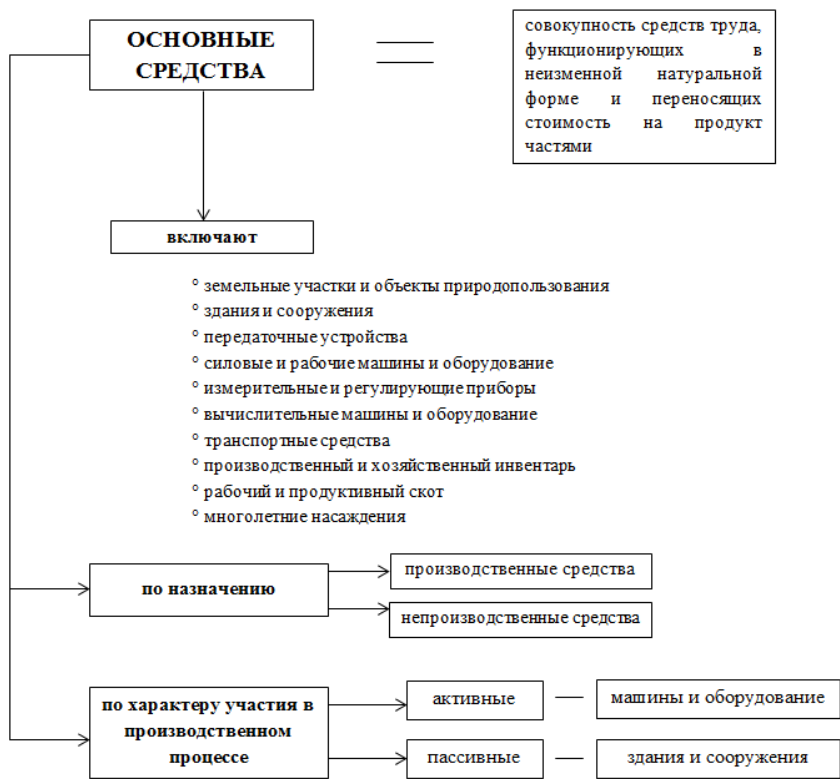 ОСНОВНЫЕ
СРЕДСТВА
совокупность средств труда,
функционирующих в
неизменной натуральной
форме и переносящих
стоимость на продукт
частями
включают
° земельные участки и объекты природопользования
° здания и сооружения
° передаточные устройства
° силовые и рабочие машины и оборудование
° измерительные и регулирующие приборы
° вычислительные машины и оборудование
° транспортные средства
° производственный и хозяйственный инвентарь
° рабочий и продуктивный скот
° многолетние насаждения
по назначению
производственные средства
непроизводственные средства
по характеру участия в
производственном
процессе
активные
машины и оборудование
пассивные
здания и сооружения